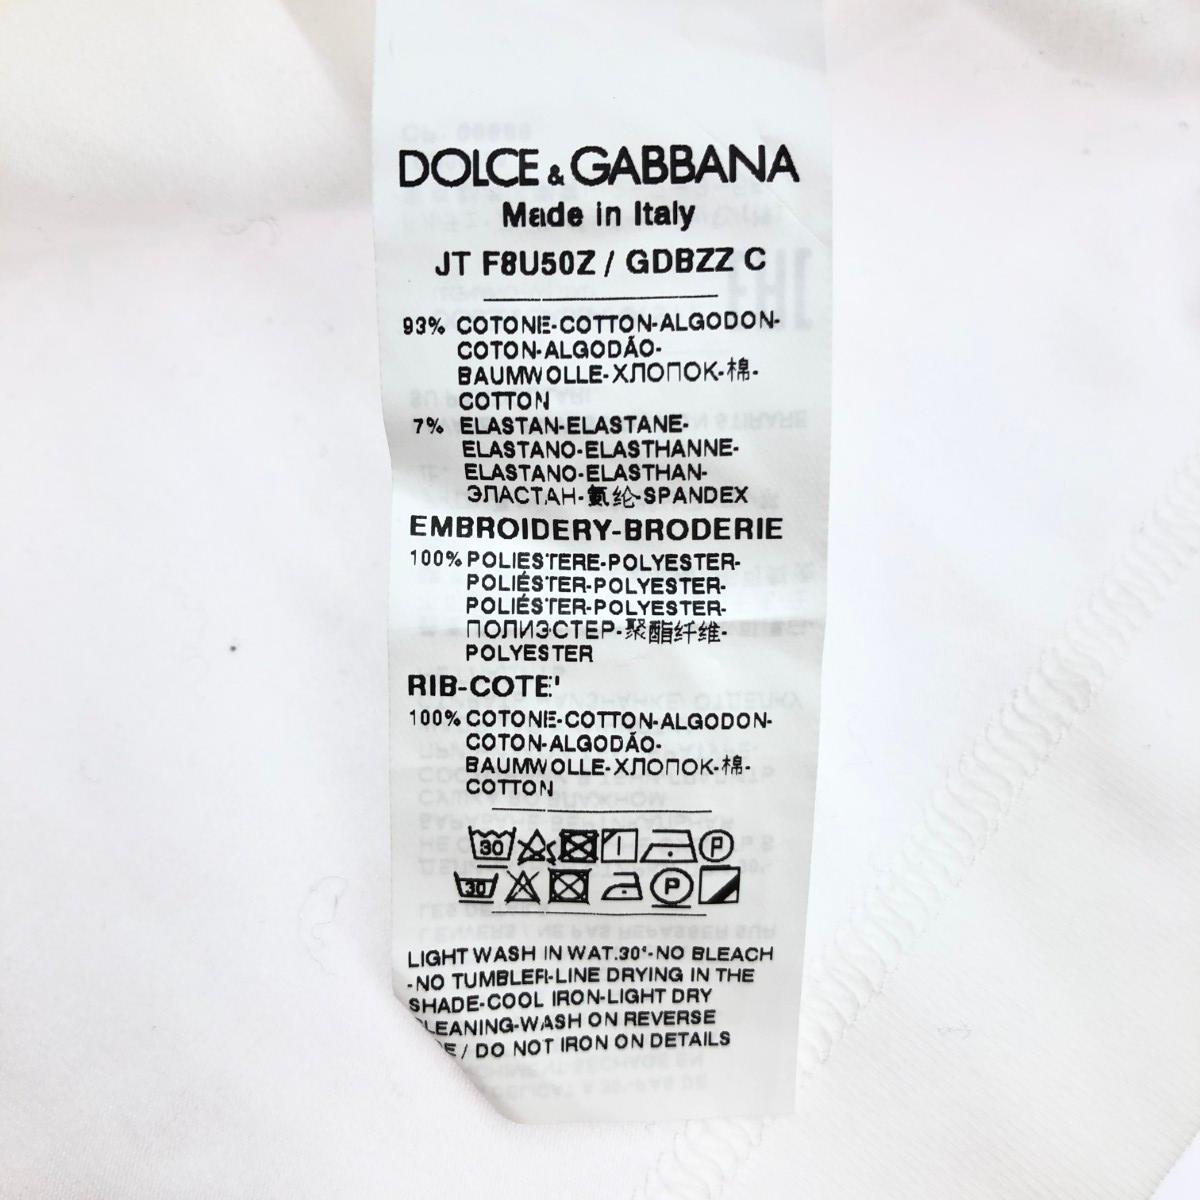 DOLCE & GABBANA
Made in Italy
JT F8U50Z / GDBZZ C
93% COTONE-COTTON-ALGODON-
COTON-ALGODÃO-
BAUMWOLLE-ХЛОПОК-棉-
COTTON
7% ELASTAN-ELASTANE-
ELASTANO-ELASTHANNE-
ELASTANO-ELASTHAN-
ЭЛАСТАН-氨纶-SPANDEX
EMBROIDERY-BRODERIE
100% POLIESTERE-POLYESTER-
POLIÉSTER-POLYESTER-
POLIÉSTER-POLYESTER-
ПОЛИЭСТЕР-聚酯纤维-
POLYESTER
RIB-COTE'
100% COTONE-COTTON-ALGODON-
COTON-ALGODÃO-
BAUMWOLLE-ХЛОПОК-棉-
COTTON
30 P
30 P
LIGHT WASH IN WAT.30°-NO BLEACH
-NO TUMBLER-LINE DRYING IN THE
SHADE-COOL IRON-LIGHT DRY
CLEANING-WASH ON REVERSE
/ DO NOT IRON ON DETAILS